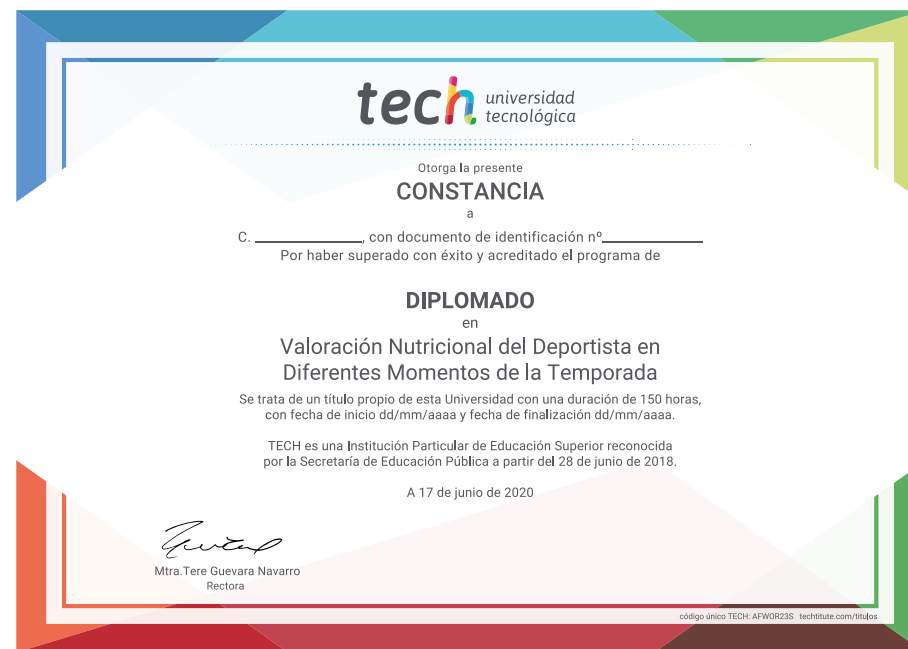 tech universidad
tecnológica
Otorga la presente
CONSTANCIA
a
C. ____________, con documento de identificación nº____________
Por haber superado con éxito y acreditado el programa de
DIPLOMADO
en
Valoración Nutricional del Deportista en
Diferentes Momentos de la Temporada
Se trata de un título propio de esta Universidad con una duración de 150 horas,
con fecha de inicio dd/mm/aaaa y fecha de finalización dd/mm/aaaa.
TECH es una Institución Particular de Educación Superior reconocida
por la Secretaría de Educación Pública a partir del 28 de junio de 2018.
A 17 de junio de 2020
Mtra.Tere Guevara Navarro
Rectora
código único TECH: AFWOR23S techtitute.com/titulos